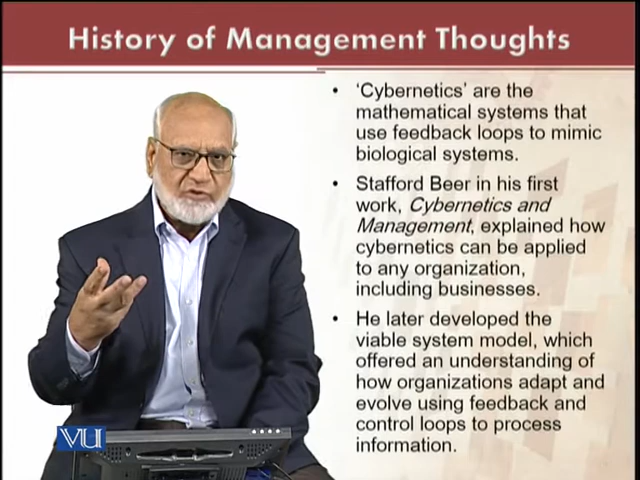 History of Management Thoughts
• ‘Cybernetics’ are the
mathematical systems that
use feedback loops to mimic
biological systems.
• Stafford Beer in his first
work, Cybernetics and
Management, explained how
cybernetics can be applied
to any organization,
including businesses.
• He later developed the
viable system model, which
offered an understanding of
how organizations adapt and
evolve using feedback and
control loops to process
information.
VU